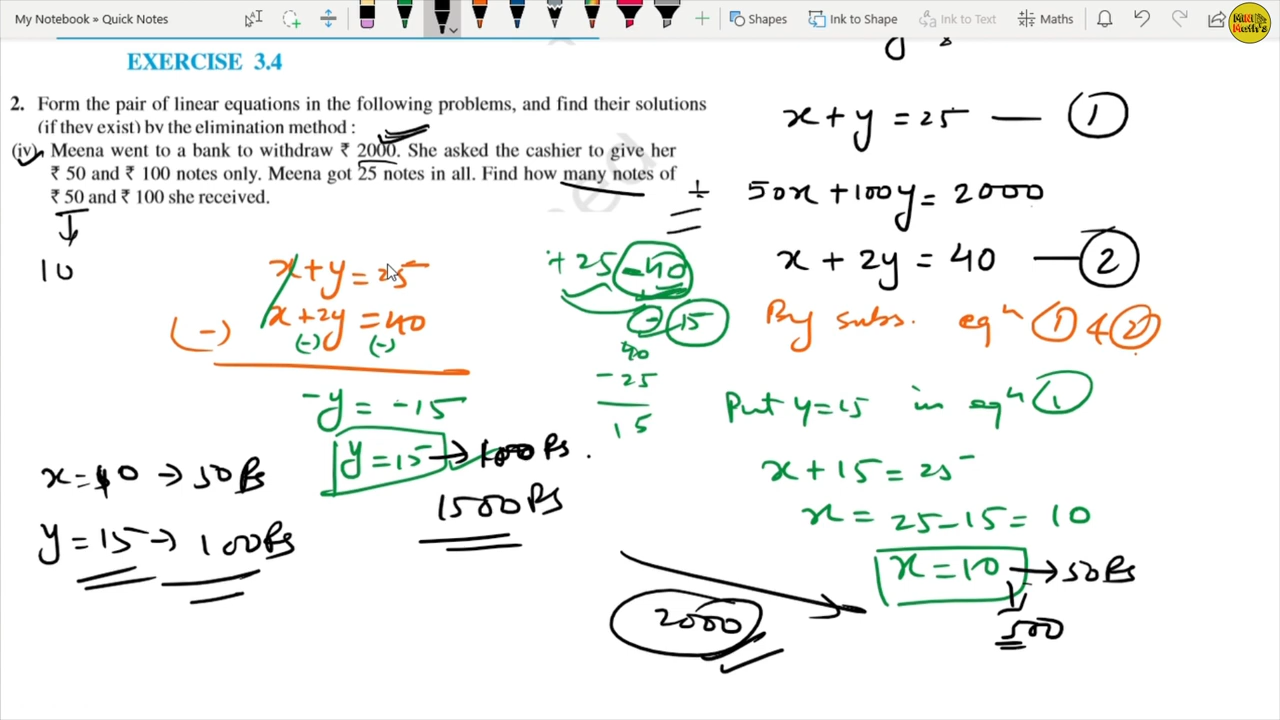 My Notebook » Quick Notes
Shapes
Ink to Shape
Ink to Text
Maths
MiNi Math's
EXERCISE 3.4
2. Form the pair of linear equations in the following problems, and find their solutions
(if they exist) by the elimination method :
(iv) Meena went to a bank to withdraw ₹ 2000. She asked the cashier to give her
₹ 50 and ₹ 100 notes only. Meena got 25 notes in all. Find how many notes of
₹ 50 and ₹ 100 she received.
10
x + y = 25 — ①
÷ 50x + 100y = 2000
x + 2y = 40 — ②
By subs. eqⁿ ① & ②
x + y = 25
(-) x + 2y = 40
(-) (-)
-y = -15
y = 15 → 100 Rs.
1500 Rs
+25 -40
-15
40
-25
15
Put y = 15 in eqⁿ ①
x + 15 = 25
x = 25 - 15 = 10
x = 10 → 50 Rs
500
2000
x = 10 → 50 Rs
y = 15 → 100 Rs